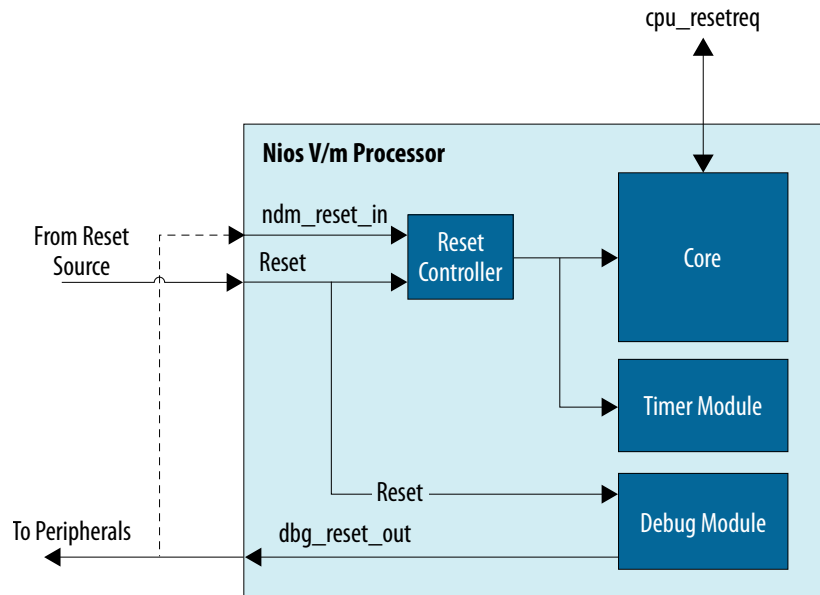 cpu_resetreq
Nios V/m Processor
ndm_reset_in
From Reset
Source
Reset
Reset
Controller
Core
Timer Module
Reset
Debug Module
To Peripherals
dbg_reset_out